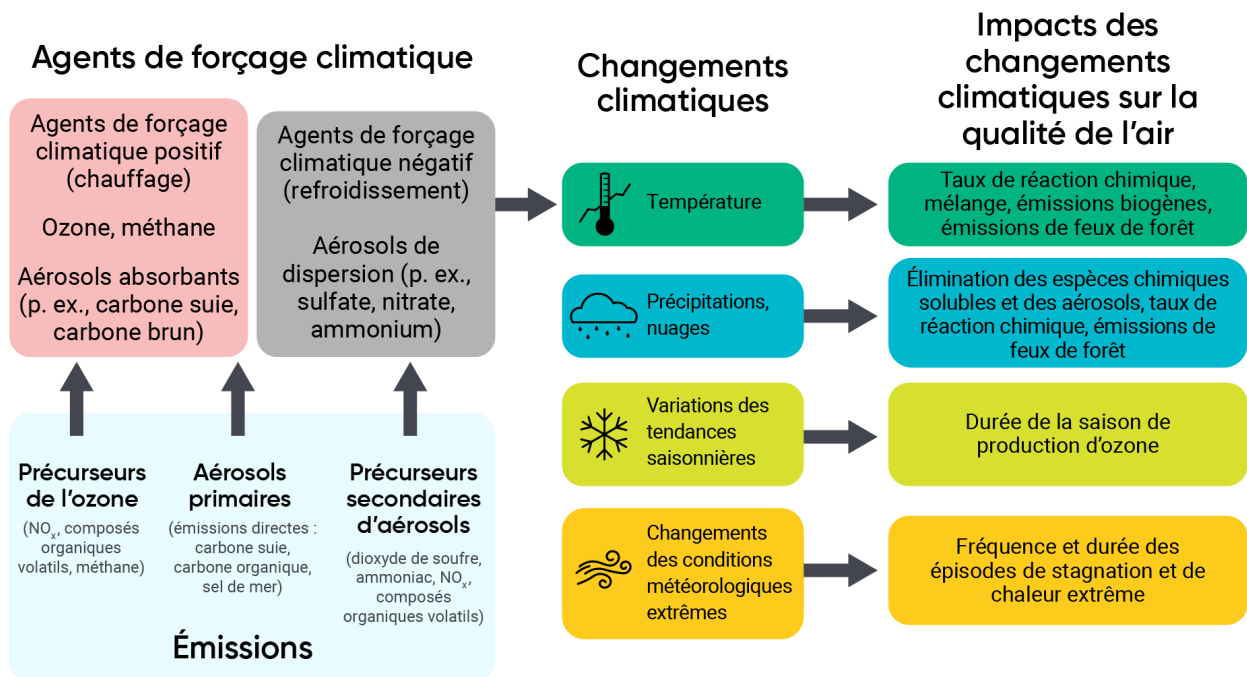 Agents de forçage climatique
Agents de forçage
climatique positif
(chauffage)
Ozone, méthane
Aérosols absorbants
(p. ex., carbone suie,
carbone brun)
Agents de forçage
climatique négatif
(refroidissement)
Aérosols de
dispersion (p. ex.,
sulfate, nitrate,
ammonium)
Précurseurs
de l’ozone
(NOₓ, composés
organiques
volatils, méthane)
Aérosols
primaires
(émissions directes :
carbone suie,
carbone organique,
sel de mer)
Précurseurs
secondaires
d’aérosols
(dioxyde de soufre,
ammoniac, NOₓ,
composés
organiques volatils)
Émissions
Changements
climatiques
Température
Précipitations,
nuages
Variations des
tendances
saisonnières
Changements
des conditions
météorologiques
extrêmes
Impacts des
changements
climatiques sur la
qualité de l’air
Taux de réaction chimique,
mélange, émissions biogènes,
émissions de feux de forêt
Élimination des espèces chimiques
solubles et des aérosols, taux de
réaction chimique, émissions de
feux de forêt
Durée de la saison de
production d’ozone
Fréquence et durée des
épisodes de stagnation et de
chaleur extrême